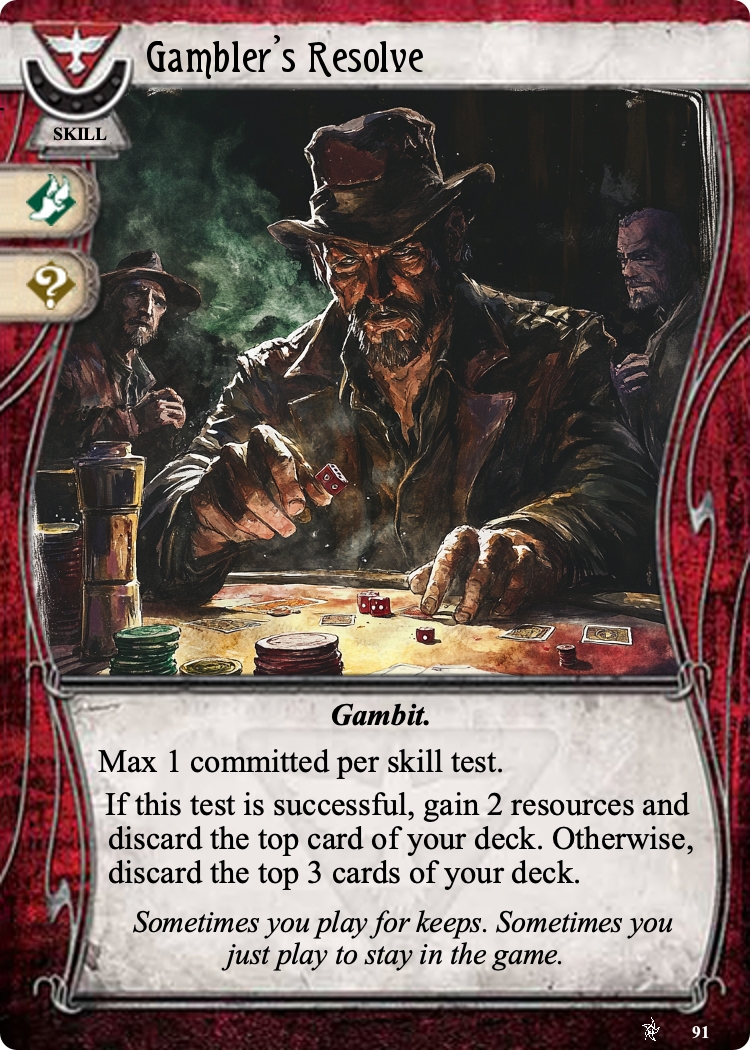 Gambler's Resolve
SKILL
?
Gambit.
Max 1 committed per skill test.
If this test is successful, gain 2 resources and
discard the top card of your deck. Otherwise,
discard the top 3 cards of your deck.
Sometimes you play for keeps. Sometimes you
just play to stay in the game.
91